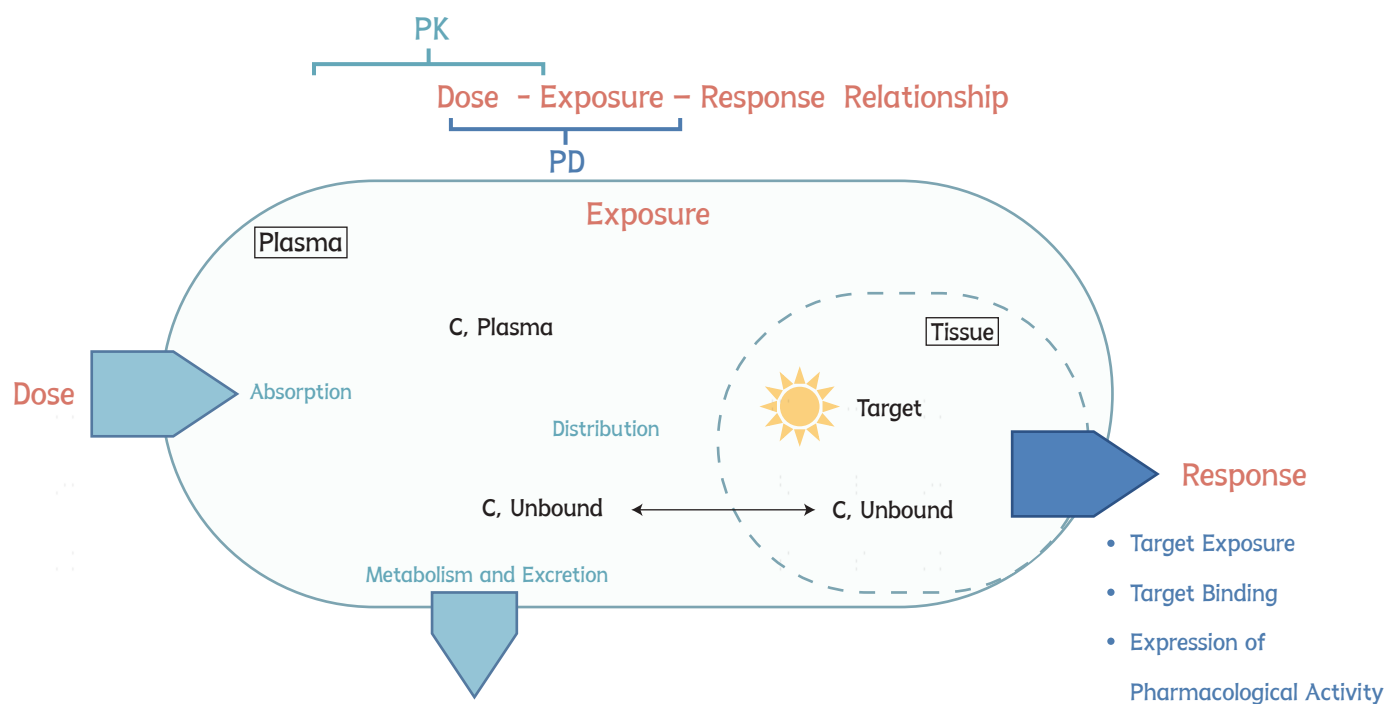 PK
Dose - Exposure – Response Relationship
PD
Exposure
Plasma
C, Plasma
Tissue
Dose
Absorption
Target
Distribution
Response
C, Unbound
C, Unbound
• Target Exposure
Metabolism and Excretion
• Target Binding
• Expression of
Pharmacological Activity